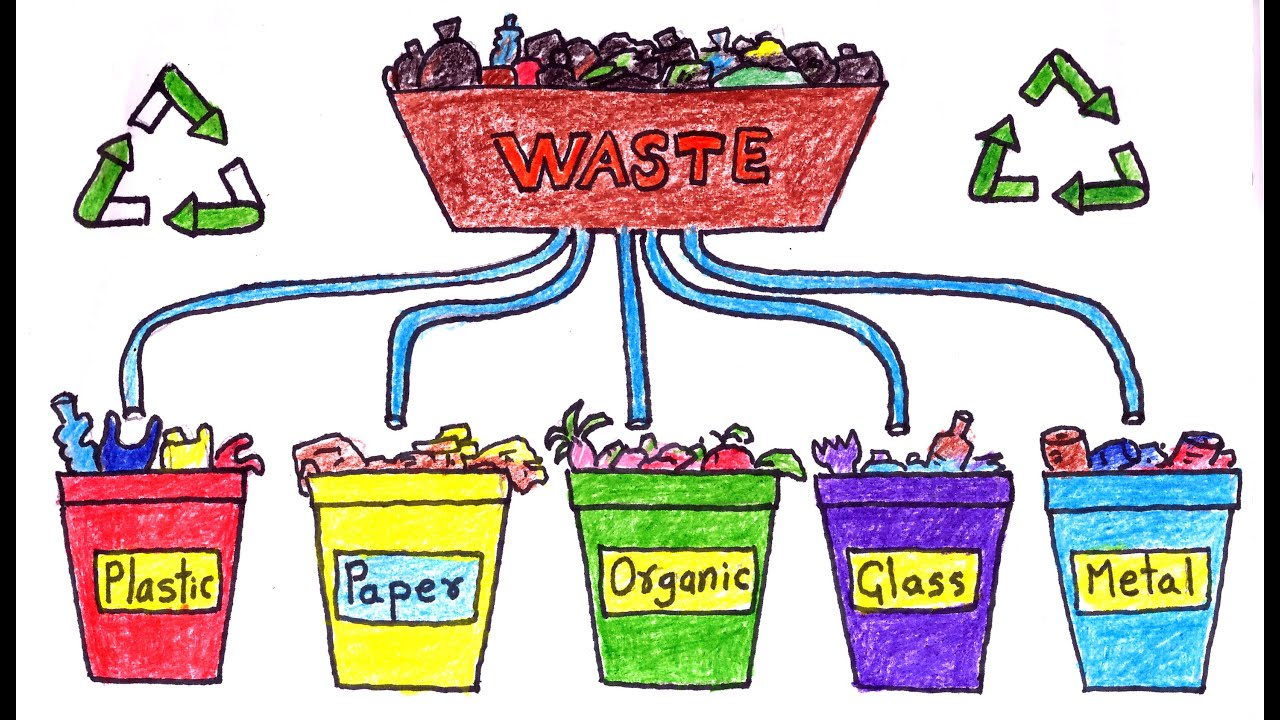 WASTE
Plastic
Paper
Organic
Glass
Metal